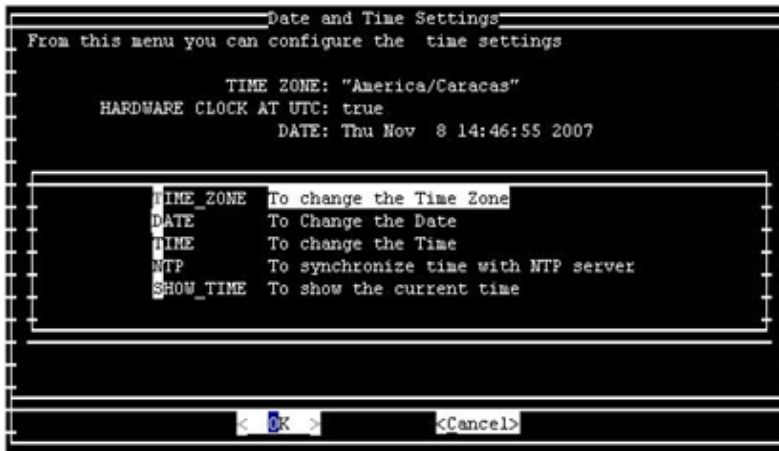 Date and Time Settings
From this menu you can configure the  time settings
TIME ZONE: "America/Caracas"
HARDWARE CLOCK AT UTC: true
DATE: Thu Nov  8 14:46:55 2007
TIME_ZONE  To change the Time Zone
DATE       To Change the Date
TIME       To change the Time
NTP        To synchronize time with NTP server
SHOW_TIME  To show the current time
<  OK  >  <Cancel>